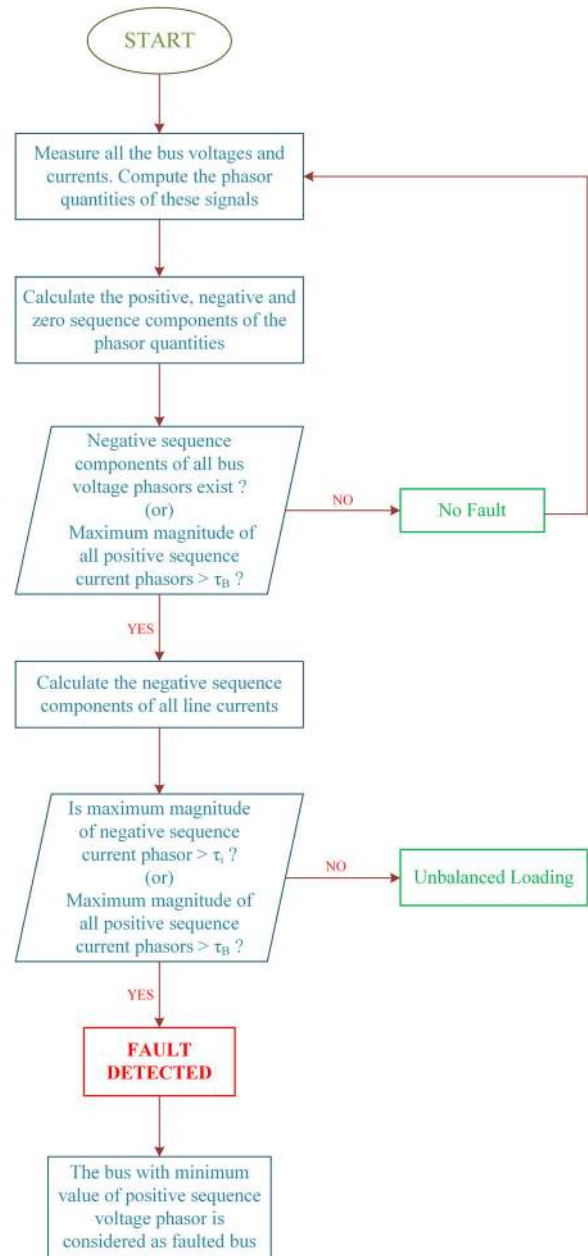 START
Measure all the bus voltages and
currents. Compute the phasor
quantities of these signals
Calculate the positive, negative and
zero sequence components of the
phasor quantities
Negative sequence
components of all bus
voltage phasors exist ?
(or)
Maximum magnitude of
all positive sequence
current phasors > τB ?
NO
No Fault
YES
Calculate the negative sequence
components of all line currents
Is maximum magnitude
of negative sequence
current phasor > τi ?
(or)
Maximum magnitude of
all positive sequence
current phasors > τB ?
NO
Unbalanced Loading
YES
FAULT
DETECTED
The bus with minimum
value of positive sequence
voltage phasor is
considered as faulted bus